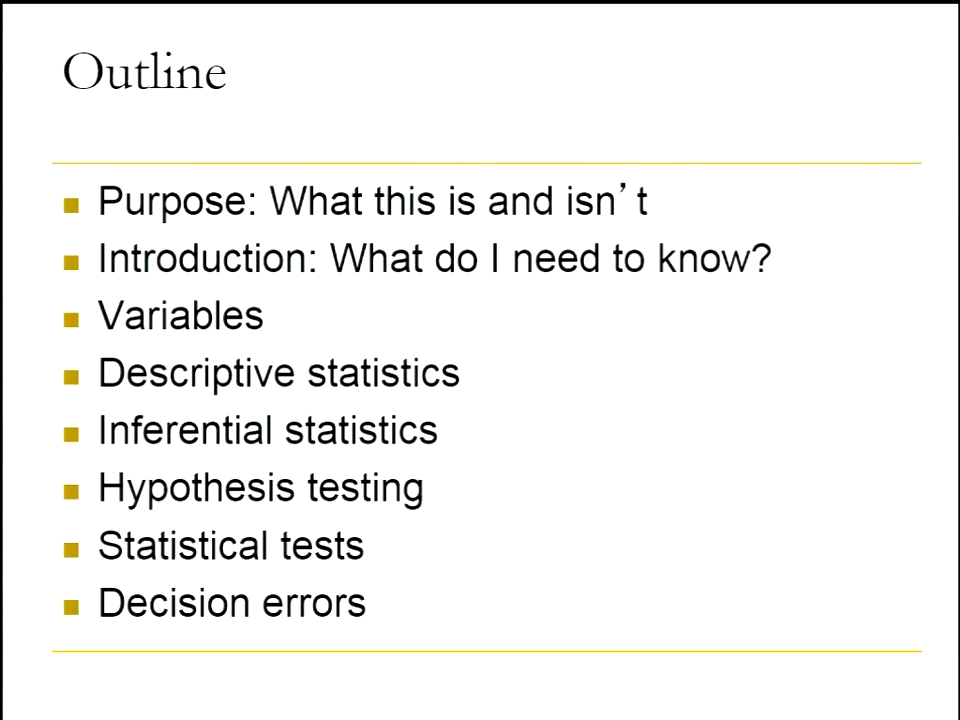 Outline
Purpose: What this is and isn’t
Introduction: What do I need to know?
Variables
Descriptive statistics
Inferential statistics
Hypothesis testing
Statistical tests
Decision errors